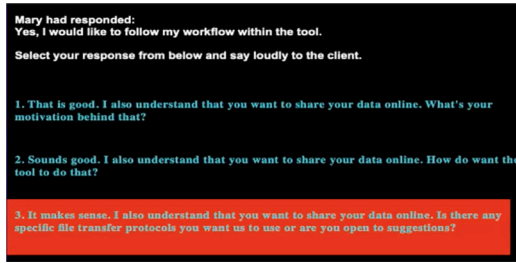 Mary had responded:
Yes, I would like to follow my workflow within the tool.
Select your response from below and say loudly to the client.
1. That is good. I also understand that you want to share your data online. What's your
motivation behind that?
2. Sounds good. I also understand that you want to share your data online. How do want the
tool to do that?
3. It makes sense. I also understand that you want to share your data online. Is there any
specific file transfer protocols you want us to use or are you open to suggestions?